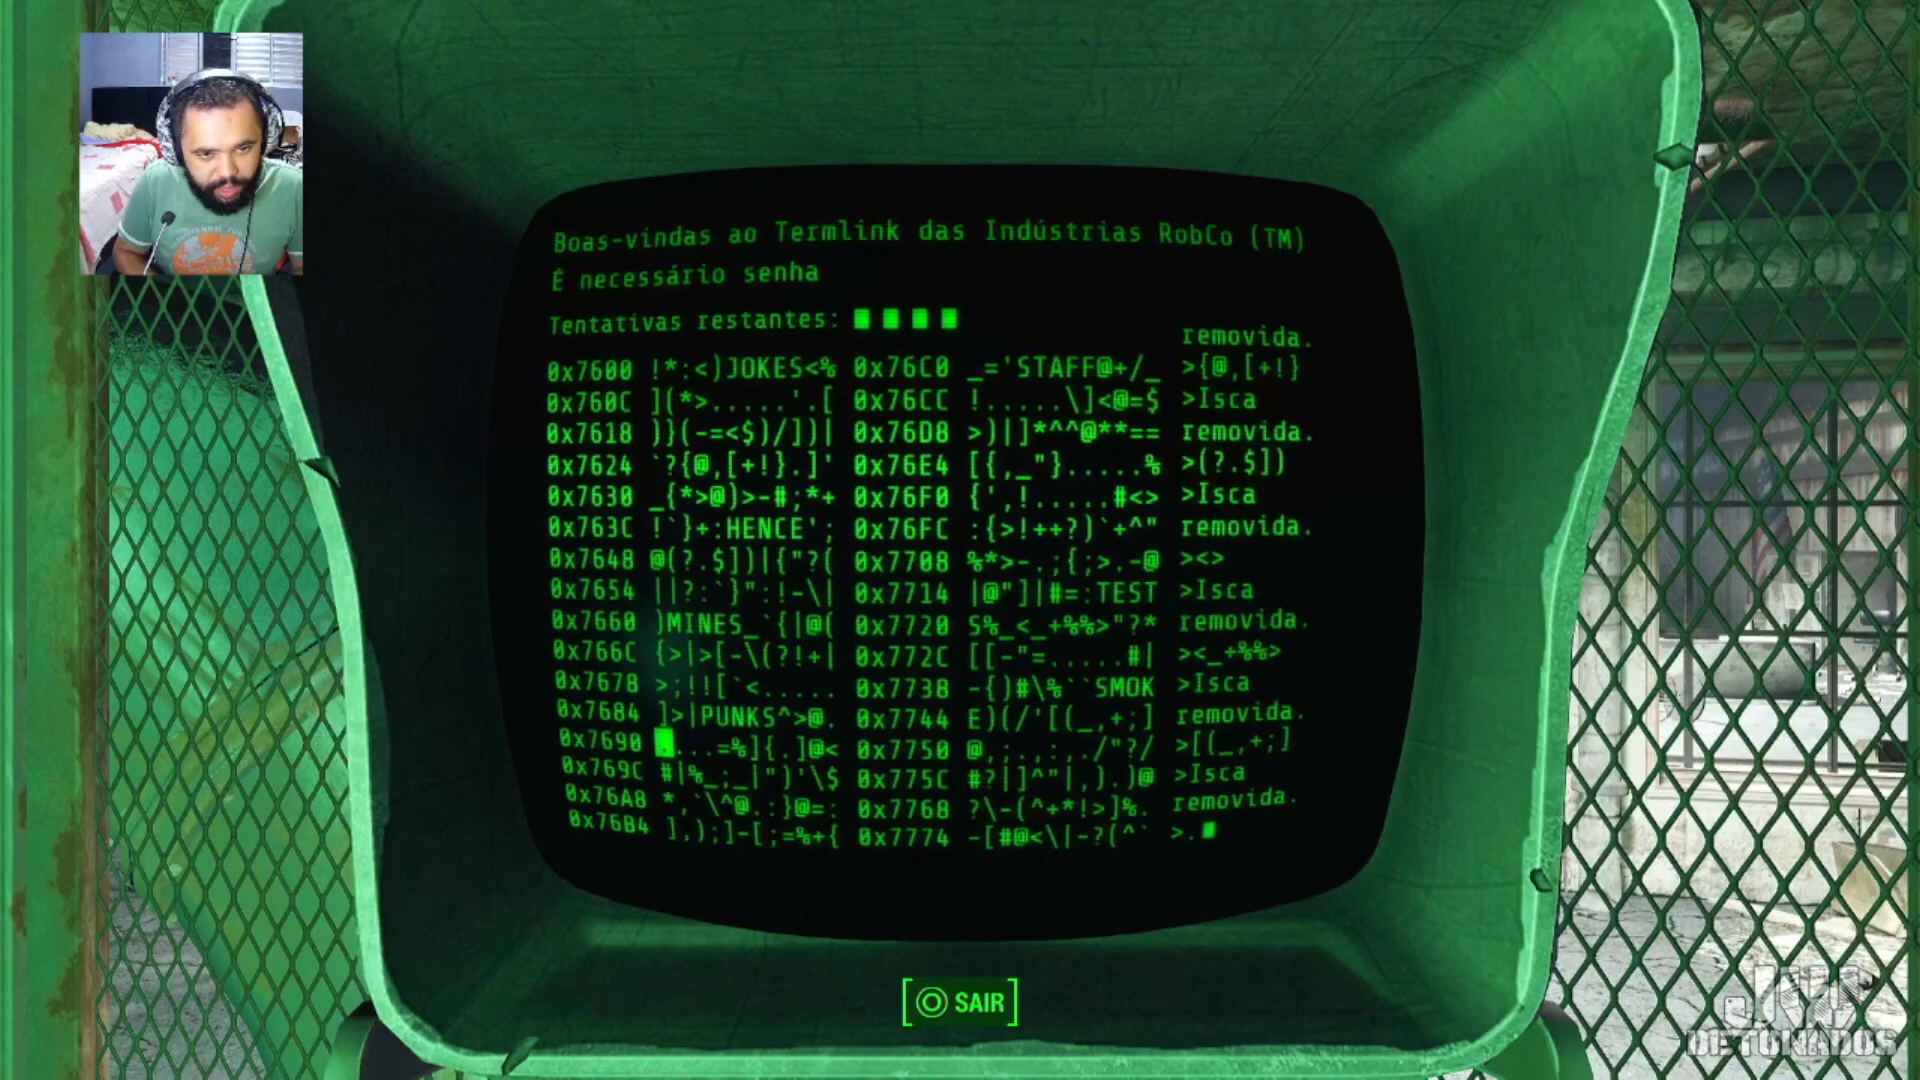 Boas-vindas ao Termlink das Indústrias RobCo (TM)
É necessário senha
Tentativas restantes:
0x7600 !*:<)JOKES<% 0x76C0 _='STAFF@+/_
0x760C ](*>.....'.[ 0x76CC !.....\]<@=$
0x7618 )}(-=<$)/])| 0x76D8 >)|]*^^@**==
0x7624 `?{@,[+!}.]' 0x76E4 [{,_"}.....%
0x7630 _{*>@)>-#;*+ 0x76F0 {',!.....#<>
0x763C !`}+:HENCE'; 0x76FC :{>!++?)`+^"
0x7648 @(?.$])|{"?( 0x7708 %*>-.;{;>.-@
0x7654 ||?:`}":!-\| 0x7714 |@"]|#=:TEST
0x7660 )MINES_`{|@( 0x7720 S%_<_+%%>"?*
0x766C {>|>[-\(?!+| 0x772C [[-"=.....#|
0x7678 >;!![`<..... 0x7738 -{)#\%``SMOK
0x7684 ]>|PUNKS^>@. 0x7744 E)(/'[(_,+;]
0x7690 ....=%]{.]@< 0x7750 @,;.,:,./"?/
0x769C #|%_;_|")'\$ 0x775C #?|]^"|,).)@
0x76A8 *,`\^@.:}@=: 0x7768 ?\-(^+*!>]%.
0x76B4 ],);]-[;=%+{ 0x7774 -[#@<\|-?(^`
removida.
>{@,[+!}
>Isca
removida.
>(?.$])
>Isca
removida.
><>
>Isca
removida.
><_+%%>
>Isca
removida.
>[(_,+;]
>Isca
removida.
>.
SAIR
DETONADOS